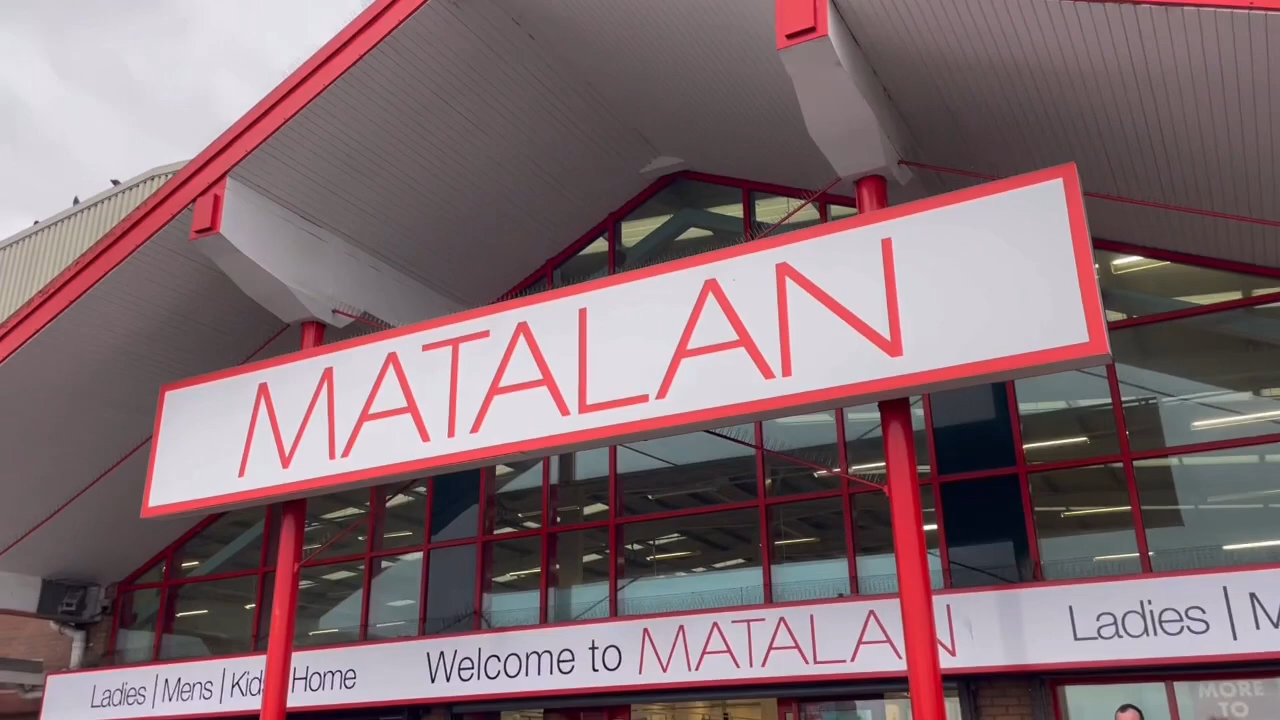 MATALAN
Ladies | Mens | Kids | Home
Welcome to MATALAN
Ladies | M
MORE
TO